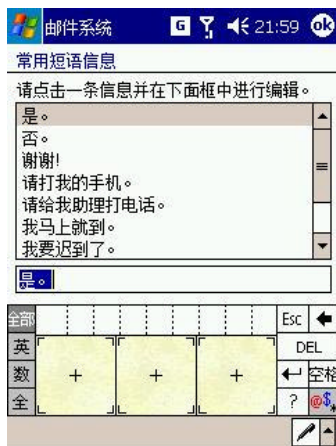 邮件系统 G 21:59 ok
常用短语信息
请点击一条信息并在下面框中进行编辑。
是。
否。
谢谢!
请打我的手机。
请给我助理打电话。
我马上就到。
我要迟到了。
是。
全部 Esc
英 DEL
数 空格
全 ? @$,